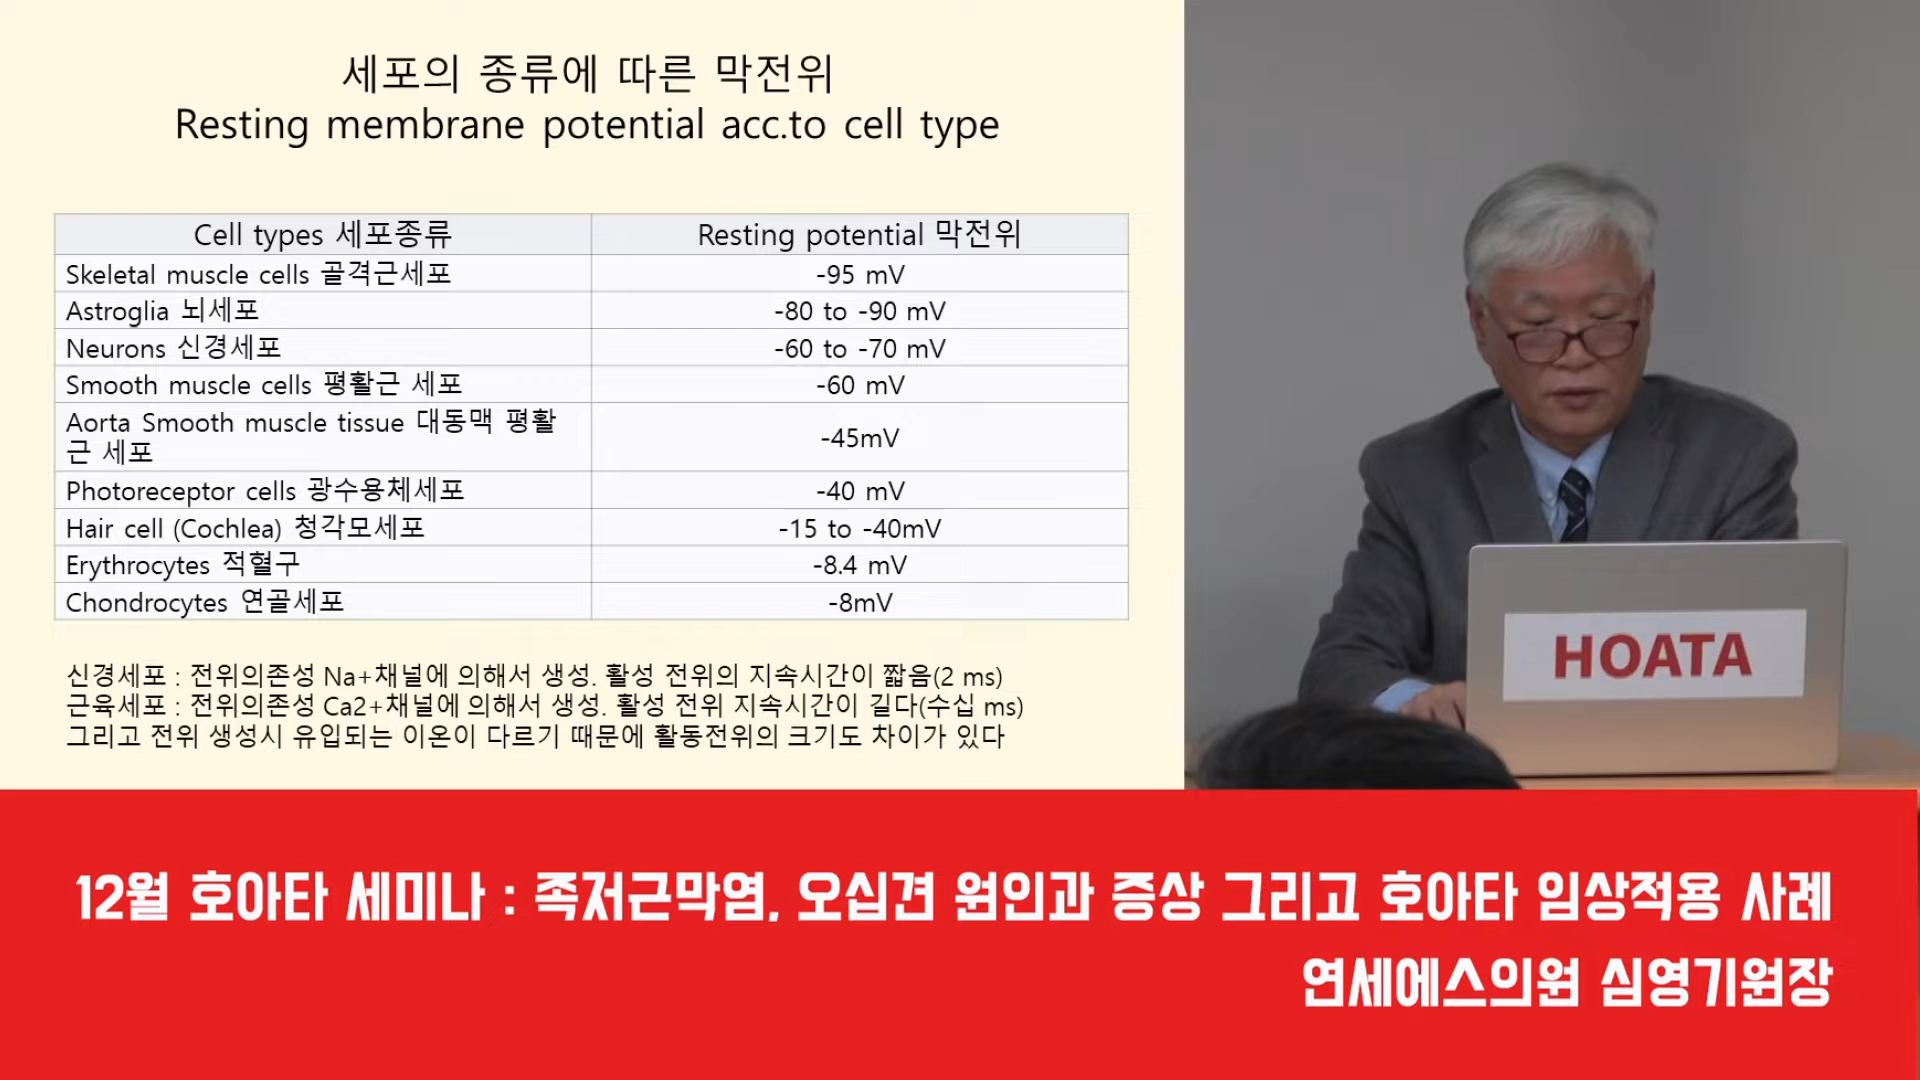 세포의 종류에 따른 막전위
Resting membrane potential acc.to cell type
Cell types 세포종류
Resting potential 막전위
Skeletal muscle cells 골격근세포
-95 mV
Astroglia 뇌세포
-80 to -90 mV
Neurons 신경세포
-60 to -70 mV
Smooth muscle cells 평활근 세포
-60 mV
Aorta Smooth muscle tissue 대동맥 평활
근 세포
-45mV
Photoreceptor cells 광수용체세포
-40 mV
Hair cell (Cochlea) 청각모세포
-15 to -40mV
Erythrocytes 적혈구
-8.4 mV
Chondrocytes 연골세포
-8mV
신경세포 : 전위의존성 Na+채널에 의해서 생성. 활성 전위의 지속시간이 짧음(2 ms)
근육세포 : 전위의존성 Ca2+채널에 의해서 생성. 활성 전위 지속시간이 길다(수십 ms)
그리고 전위 생성시 유입되는 이온이 다르기 때문에 활동전위의 크기도 차이가 있다
HOATA
12월 호아타 세미나 : 족저근막염, 오십견 원인과 증상 그리고 호아타 임상적용 사례
연세에스의원 심영기원장